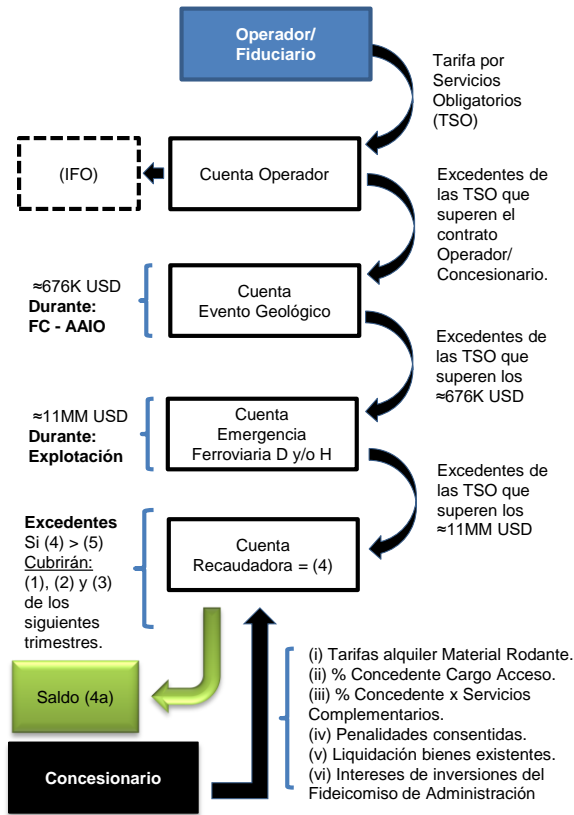 Operador/
Fiduciario
Tarifa por
Servicios
Obligatorios
(TSO)
(IFO)
Cuenta Operador
Excedentes de
las TSO que
superen el
contrato
Operador/
Concesionario.
≈676K USD
Durante:
FC - AAIO
Cuenta
Evento Geológico
Excedentes de
las TSO que
superen los
≈676K USD
≈11MM USD
Durante:
Explotación
Cuenta
Emergencia
Ferroviaria D y/o H
Excedentes de
las TSO que
superen los
≈11MM USD
Excedentes
Si (4) > (5)
Cubrirán:
(1), (2) y (3)
de los
siguientes
trimestres.
Cuenta
Recaudadora = (4)
Saldo (4a)
Concesionario
(i) Tarifas alquiler Material Rodante.
(ii) % Concedente Cargo Acceso.
(iii) % Concedente x Servicios
Complementarios.
(iv) Penalidades consentidas.
(v) Liquidación bienes existentes.
(vi) Intereses de inversiones del
Fideicomiso de Administración